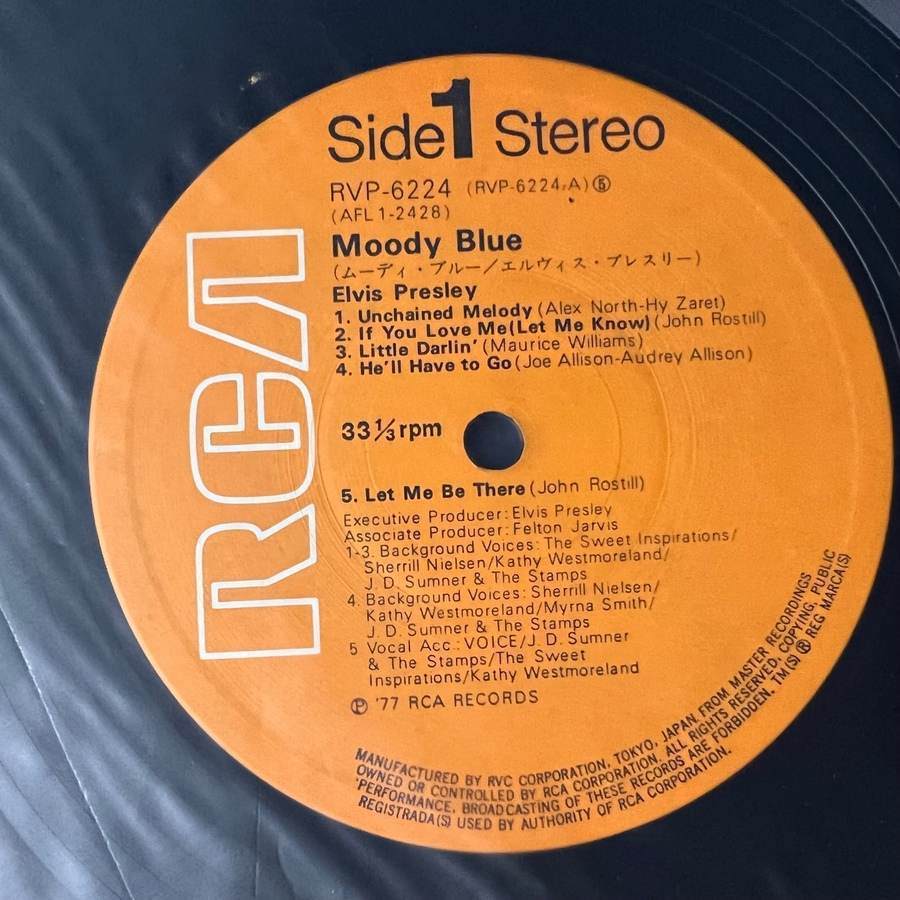 Side 1 Stereo
RVP-6224 (RVP-6224,A) ⑤
(AFL 1-2428)
Moody Blue
(ムーディ・ブルー/エルヴィス・プレスリー)
Elvis Presley
1. Unchained Melody (Alex North-Hy Zaret)
2. If You Love Me (Let Me Know) (John Rostill)
3. Little Darlin' (Maurice Williams)
4. He'll Have to Go (Joe Allison-Audrey Allison)
RCA
33 1/3 rpm
5. Let Me Be There (John Rostill)
Executive Producer: Elvis Presley
Associate Producer: Felton Jarvis
1-3. Background Voices: The Sweet Inspirations/
Sherrill Nielsen/Kathy Westmoreland/
J. D. Sumner & The Stamps
4. Background Voices: Sherrill Nielsen/
Kathy Westmoreland/Myrna Smith/
J. D. Sumner & The Stamps
5 Vocal Acc.: VOICE/J. D. Sumner
& The Stamps/The Sweet
Inspirations/Kathy Westmoreland
℗ '77 RCA RECORDS
MANUFACTURED BY RVC CORPORATION, TOKYO, JAPAN, FROM MASTER RECORDINGS
OWNED OR CONTROLLED BY RCA CORPORATION. ALL RIGHTS RESERVED. COPYING, PUBLIC
'PERFORMANCE, BROADCASTING OF THESE RECORDS ARE FORBIDDEN. TM(S) ® REG MARCA(S)
REGISTRADA(S) USED BY AUTHORITY OF RCA CORPORATION.